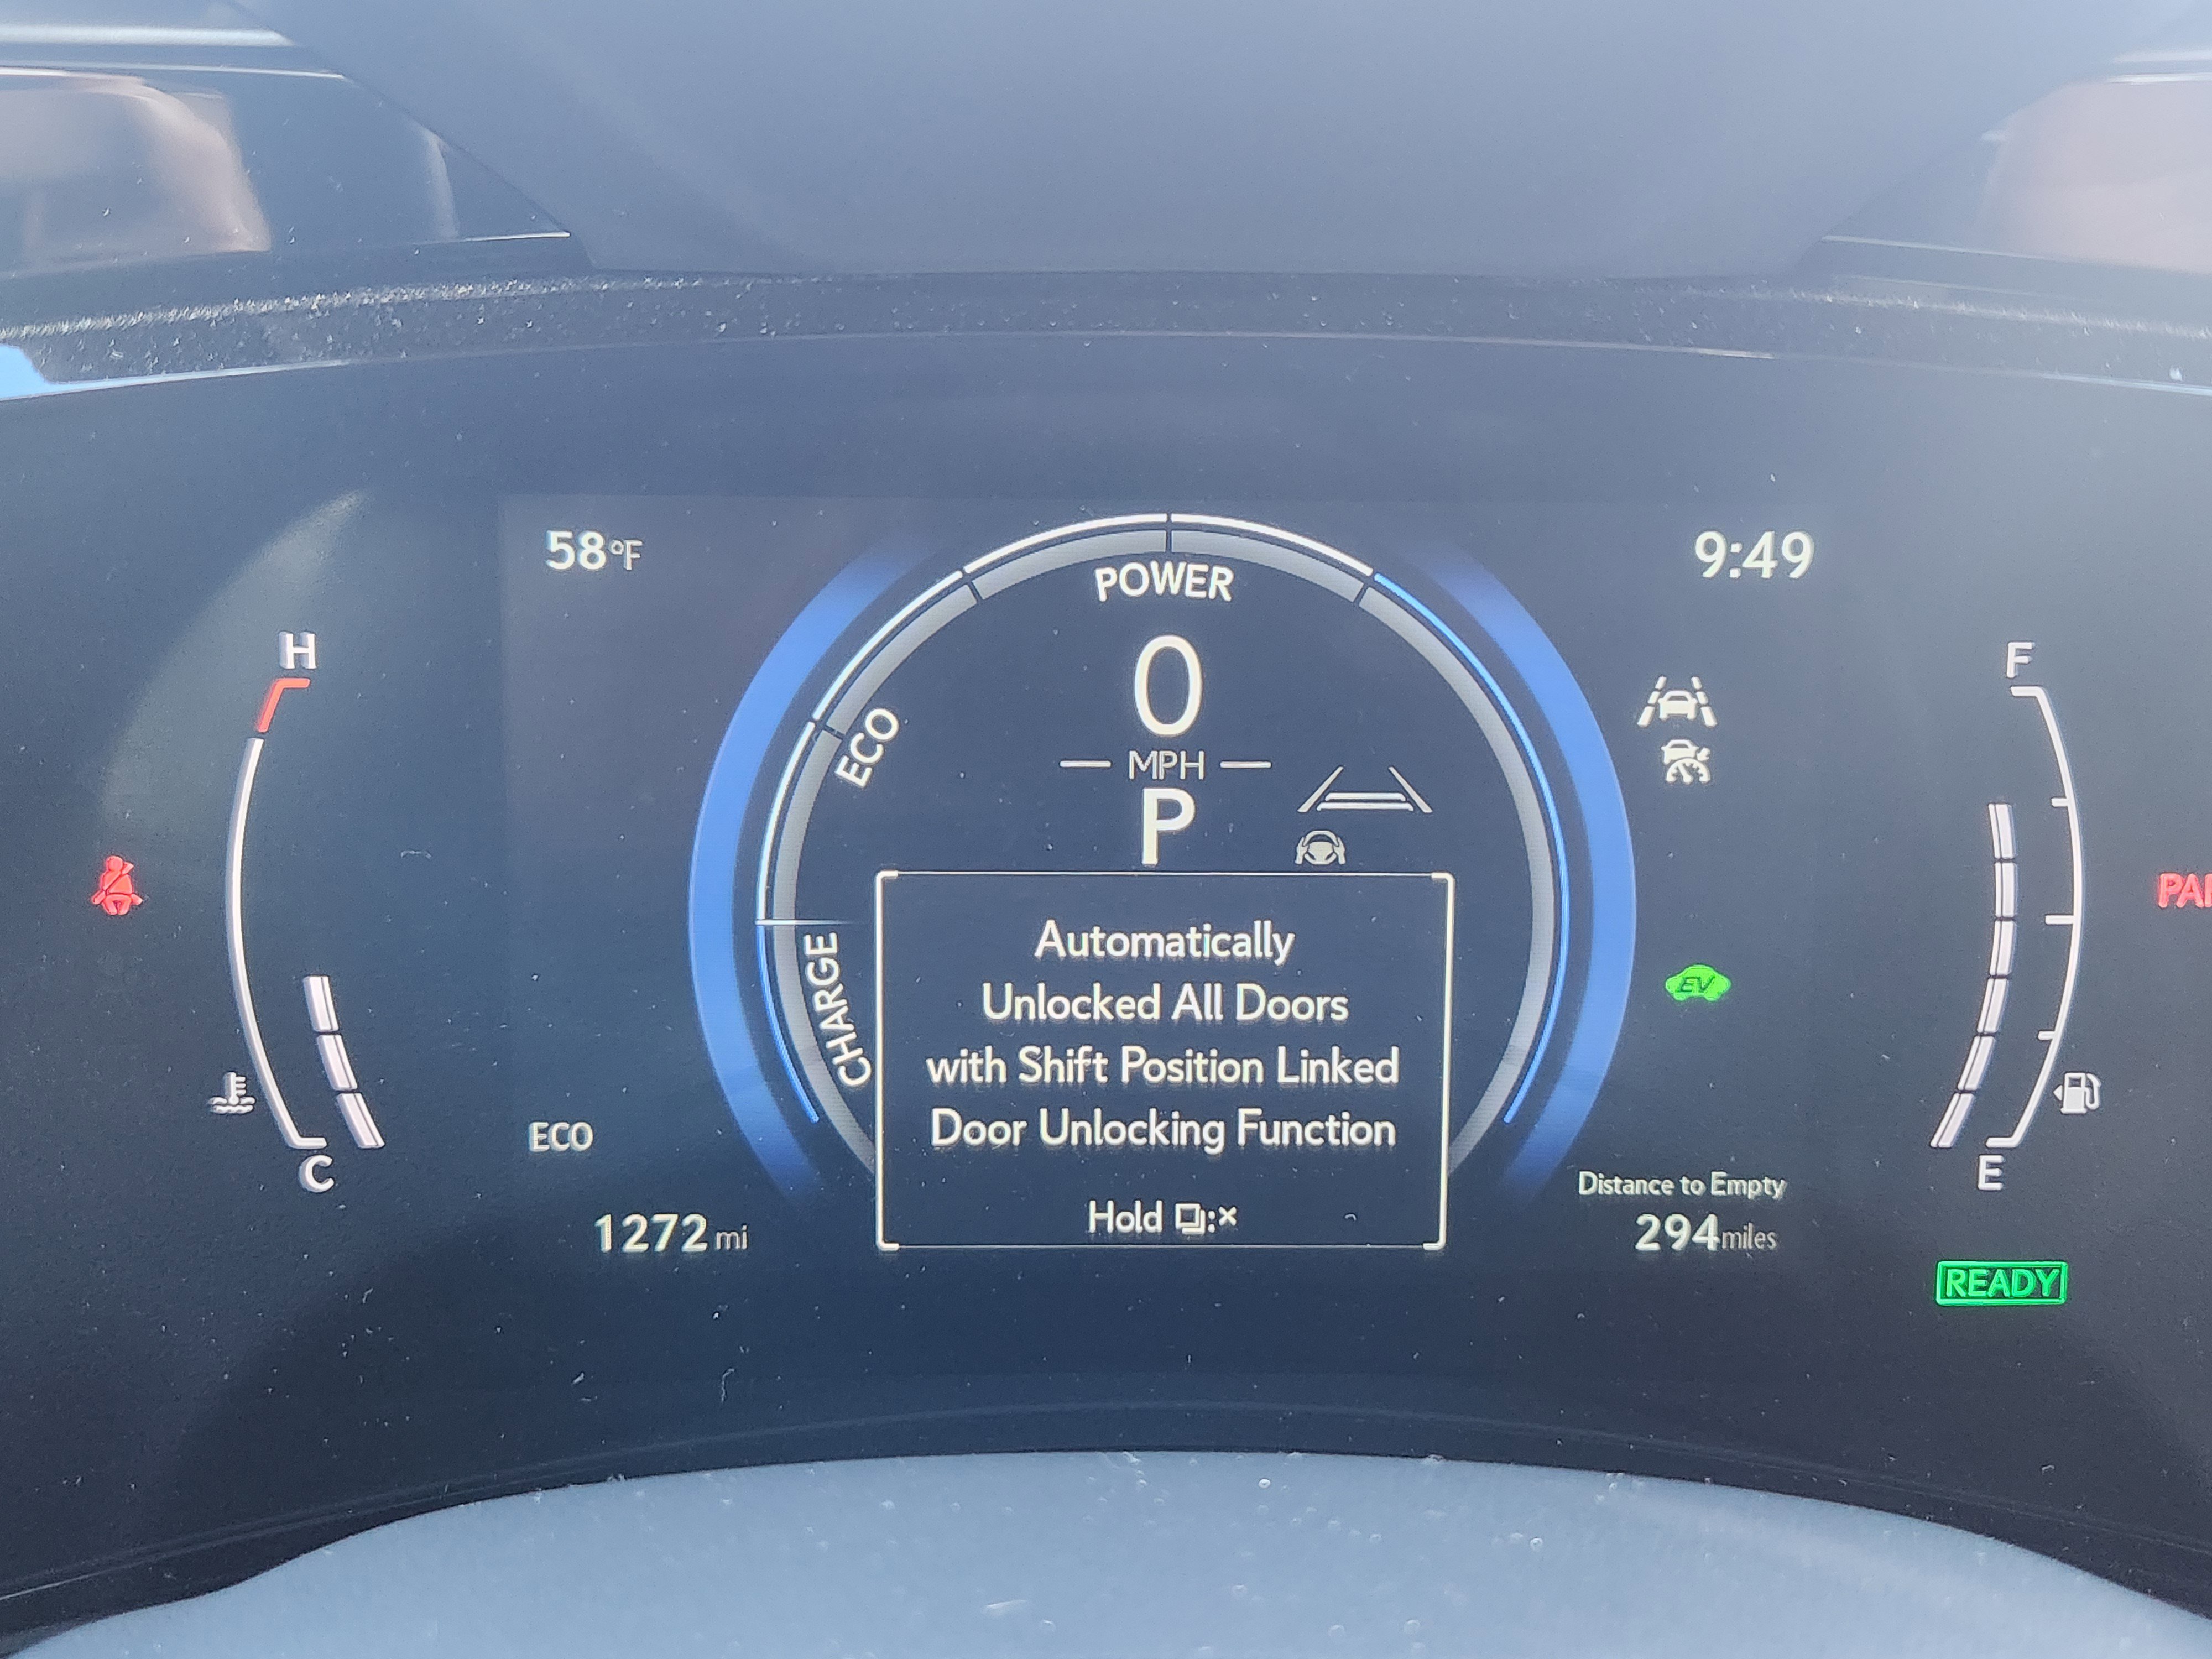 58°F
9:49
POWER
H
F
0
ECO
MPH
P
CHARGE
EV
Automatically
Unlocked All Doors
with Shift Position Linked
Door Unlocking Function
Hold :×
ECO
C
E
Distance to Empty
1272 mi
294 miles
READY